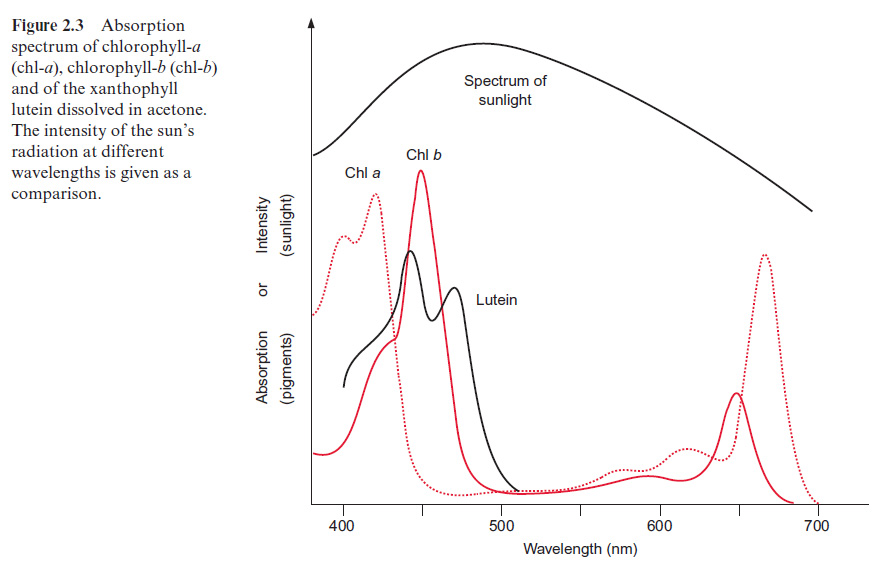 Figure 2.3 Absorption
spectrum of chlorophyll-a
(chl-a), chlorophyll-b (chl-b)
and of the xanthophyll
lutein dissolved in acetone.
The intensity of the sun's
radiation at different
wavelengths is given as a
comparison.
Spectrum of
sunlight
Chl b
Chl a
Lutein
Absorption or Intensity
(pigments) (sunlight)
400 500 600 700
Wavelength (nm)